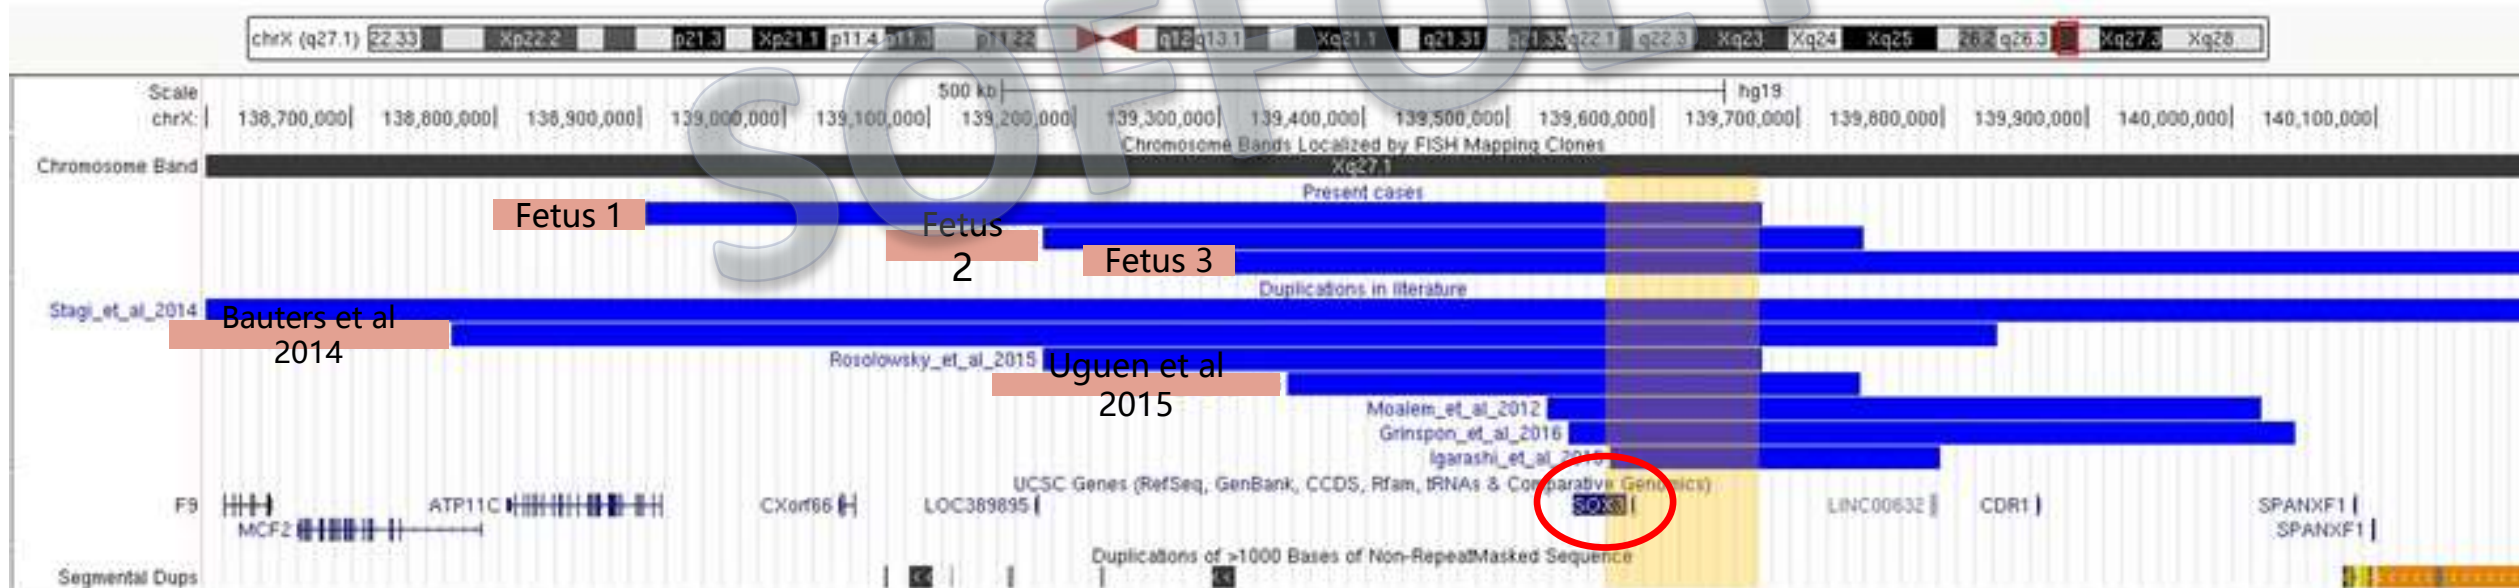 chrX (q27.1) 22.33 Xp22.2 p21.3 Xp21.1 p11.4 p11.22 q13.1 Xq21.1 q21.31 q21.33 q22.1 q22.3 Xq23 Xq24 Xq25 26.2 q26.3 Xq27.3 Xq28
Scale 500 kb hg19
chrX: 138,700,000 138,800,000 138,900,000 139,000,000 139,100,000 139,200,000 139,300,000 139,400,000 139,500,000 139,600,000 139,700,000 139,800,000 139,900,000 140,000,000 140,100,000
Chromosome Bands Localized by FISH Mapping Clones
Chromosome Band Xq27.1
Present cases
Fetus 1
Fetus
2
Fetus 3
Duplications in literature
Stagi_et_al_2014
Bauters et al
2014
Rosolowsky_et_al_2015
Uguen et al
2015
Moalem_et_al_2012
Grinspon_et_al_2016
Igarashi_et_al
UCSC Genes (RefSeq, GenBank, CCDS, Rfam, tRNAs & Comparative Genomics)
F9 ATP11C CXorf66 LOC389895 SOX3 LINC00632 CDR1 SPANXF1
MCF2 SPANXF1
Duplications of >1000 Bases of Non-RepeatMasked Sequence
Segmental Dups